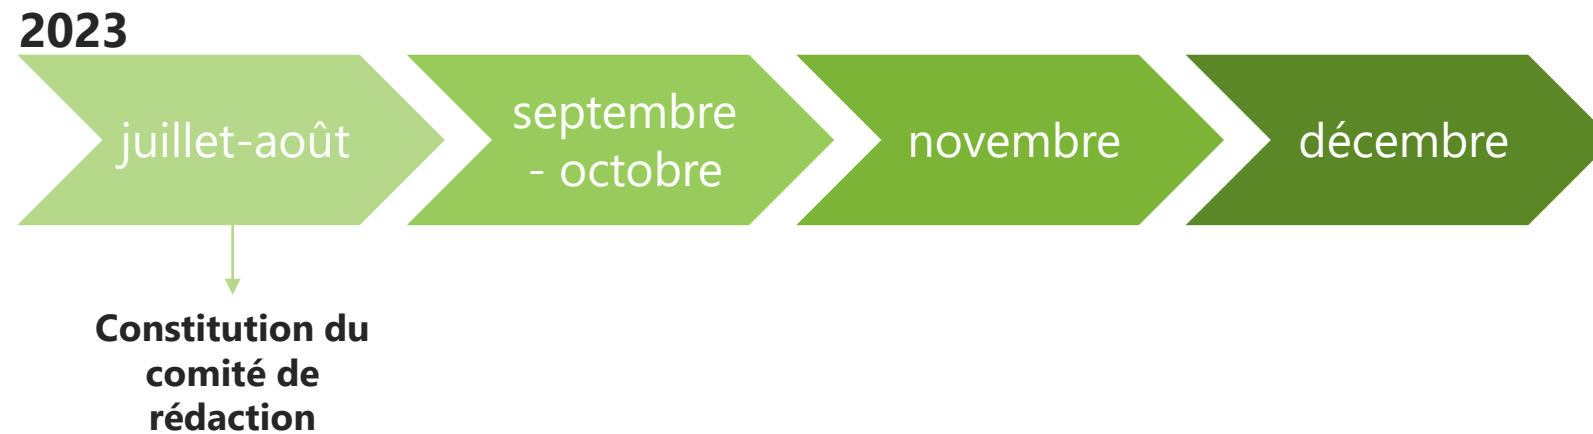 2023
juillet-août
septembre
- octobre
novembre
décembre
Constitution du
comité de
rédaction